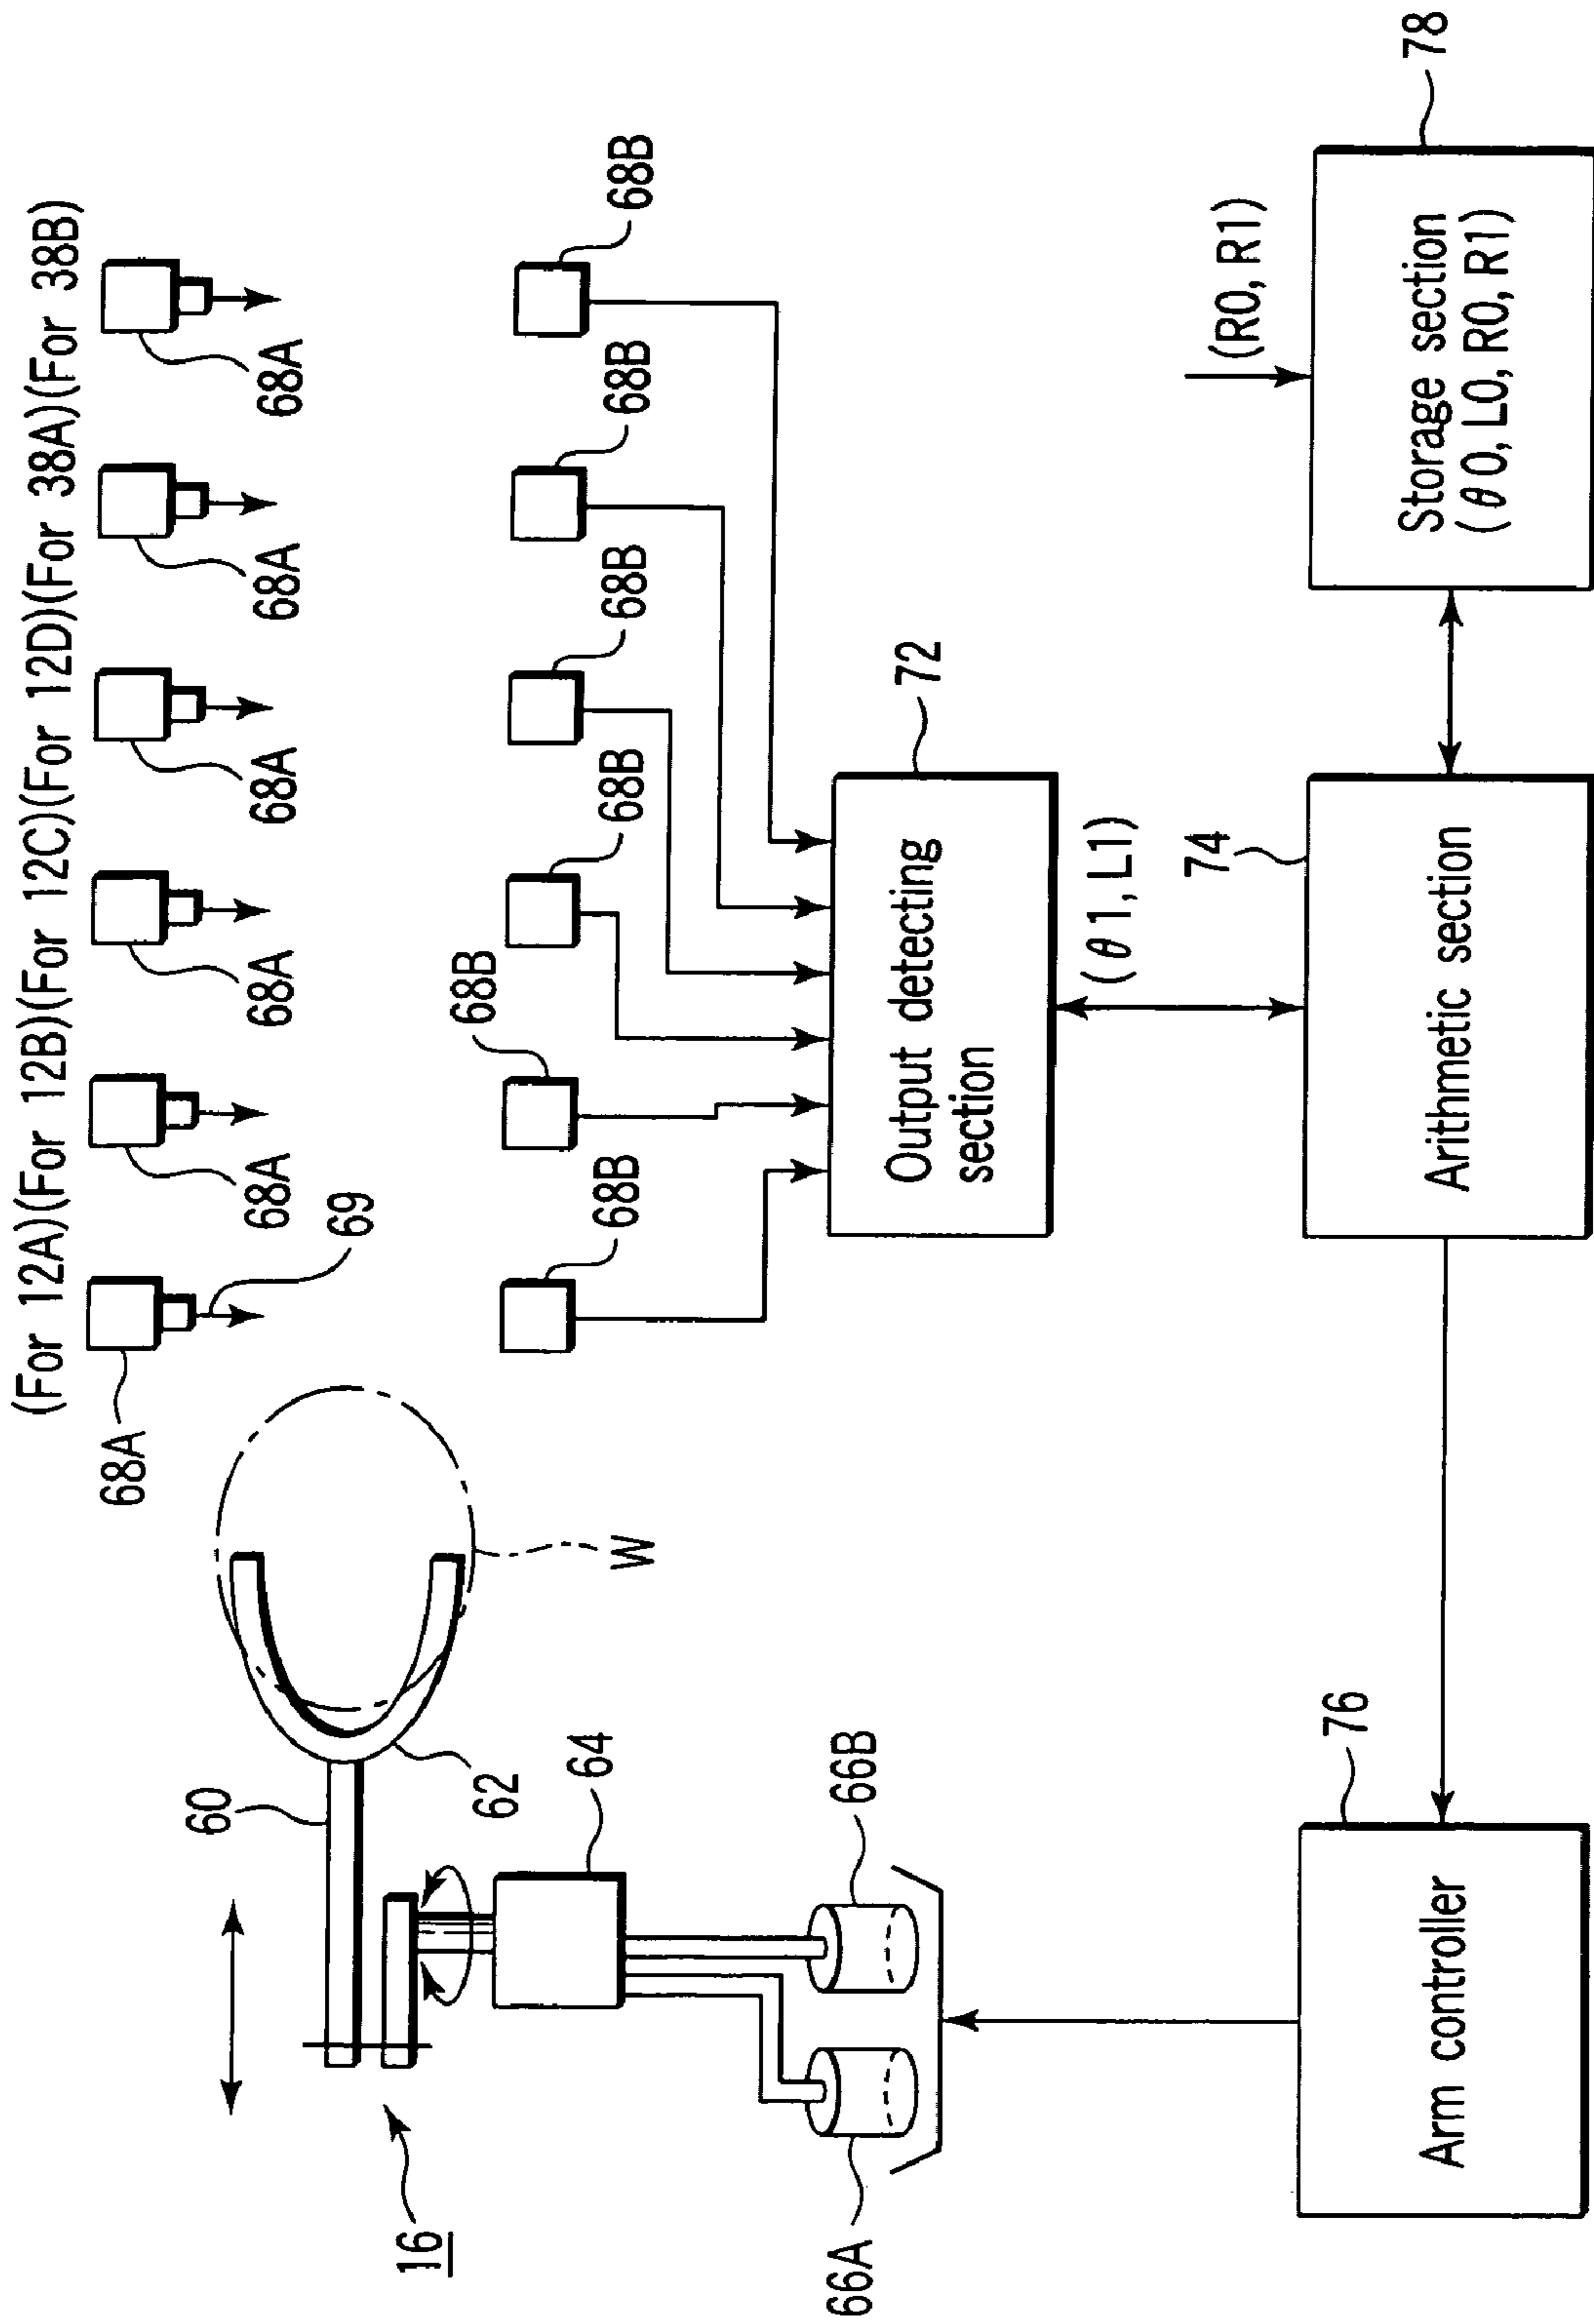 (For 12A)(For 12B)(For 12C)(For 12D)(For 38A)(For 38B)
68A
68A
68A
68A
68A
68A
69
60
62
W
16
64
66A
66B
68B
68B
68B
68B
68B
68B
72
Output detecting
section
(θ1, L1)
(R0, R1)
76
Arm controller
74
Arithmetic section
78
Storage section
(θ0, L0, R0, R1)